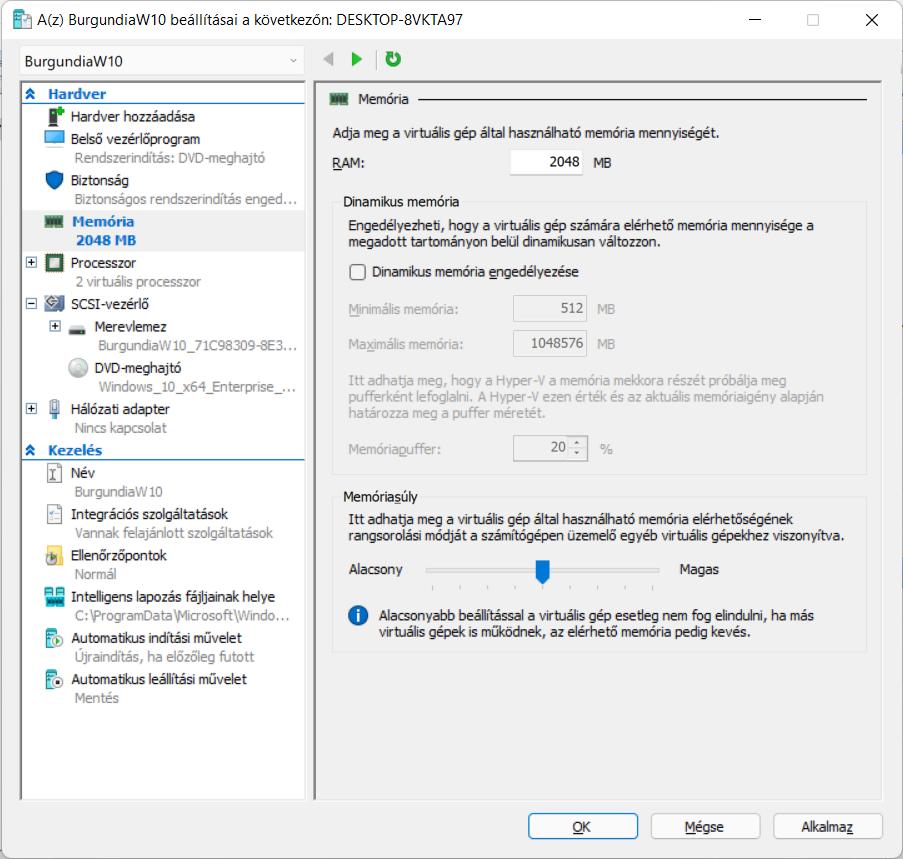 A(z) BurgundiaW10 beállításai a következőn: DESKTOP-8VKTA97
BurgundiaW10
Hardver
Hardver hozzáadása
Belső vezérlőprogram
Rendszerindítás: DVD-meghajtó
Biztonság
Biztonságos rendszerindítás enged...
Memória
2048 MB
Processzor
2 virtuális processzor
SCSI-vezérlő
Merevlemez
BurgundiaW10_71C98309-8E3...
DVD-meghajtó
Windows_10_x64_Enterprise_...
Hálózati adapter
Nincs kapcsolat
Kezelés
Név
BurgundiaW10
Integrációs szolgáltatások
Vannak felajánlott szolgáltatások
Ellenőrzőpontok
Normál
Intelligens lapozás fájljainak helye
C:\ProgramData\Microsoft\Windo...
Automatikus indítási művelet
Újraindítás, ha előzőleg futott
Automatikus leállítási művelet
Mentés
Memória
Adja meg a virtuális gép által használható memória mennyiségét.
RAM: 2048 MB
Dinamikus memória
Engedélyezheti, hogy a virtuális gép számára elérhető memória mennyisége a
megadott tartományon belül dinamikusan változzon.
Dinamikus memória engedélyezése
Minimális memória: 512 MB
Maximális memória: 1048576 MB
Itt adhatja meg, hogy a Hyper-V a memória mekkora részét próbálja meg
pufferként lefoglalni. A Hyper-V ezen érték és az aktuális memóriaigény alapján
határozza meg a puffer méretét.
Memóriapuffer: 20 %
Memóriasúly
Itt adhatja meg a virtuális gép által használható memória elérhetőségének
rangsorolási módját a számítógépen üzemelő egyéb virtuális gépekhez viszonyítva.
Alacsony Magas
Alacsonyabb beállítással a virtuális gép esetleg nem fog elindulni, ha más
virtuális gépek is működnek, az elérhető memória pedig kevés.
OK Mégse Alkalmaz